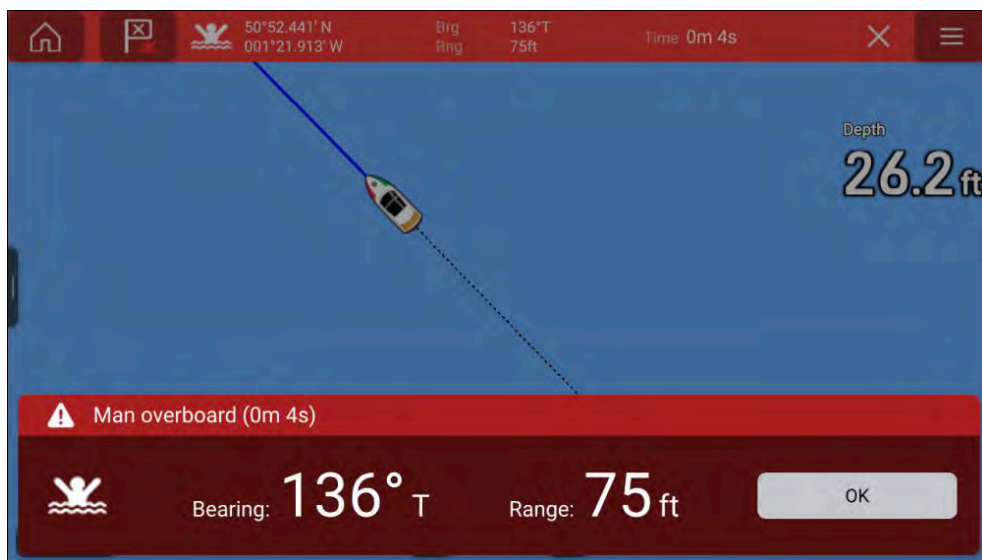 50°52.441' N Brg 136°T Time 0m 4s
001°21.913' W Rng 75ft
Depth
26.2 ft
Man overboard (0m 4s)
Bearing: 136° T Range: 75 ft OK